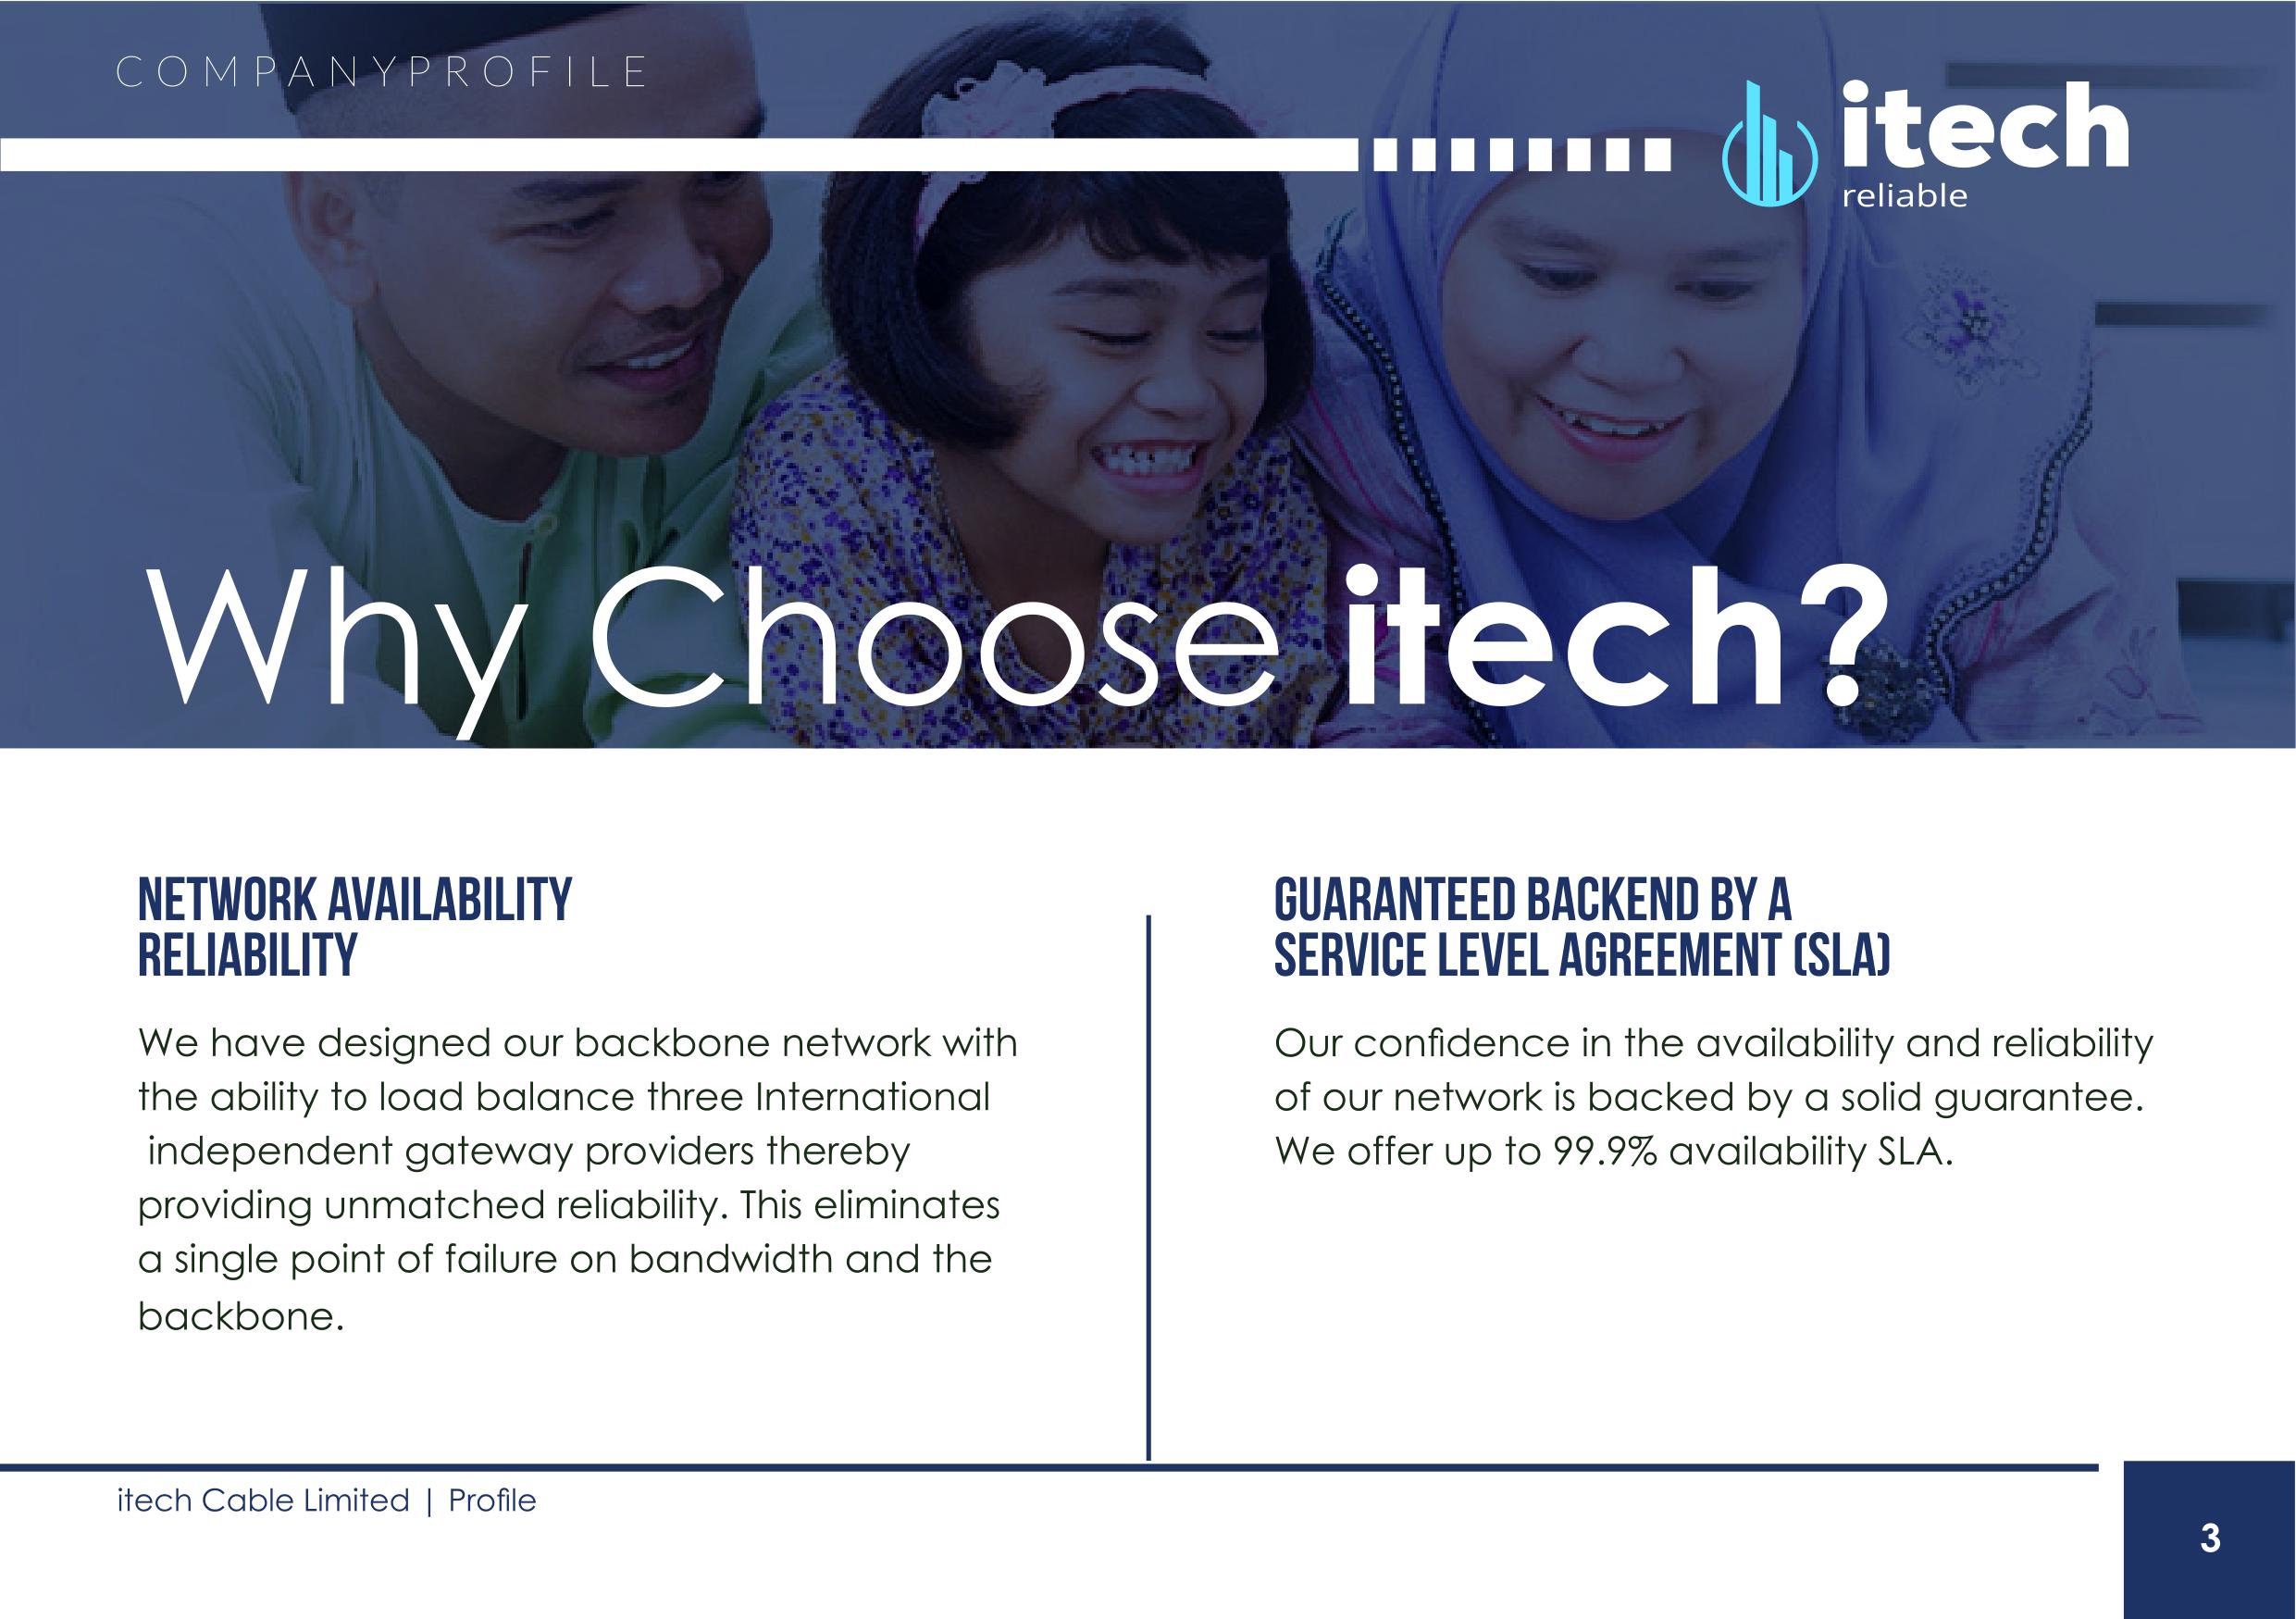 COMPANYPROFILE
itech
reliable
Why Choose itech?
NETWORK AVAILABILITY
RELIABILITY
We have designed our backbone network with
the ability to load balance three International
independent gateway providers thereby
providing unmatched reliability. This eliminates
a single point of failure on bandwidth and the
backbone.
GUARANTEED BACKEND BY A
SERVICE LEVEL AGREEMENT (SLA)
Our confidence in the availability and reliability
of our network is backed by a solid guarantee.
We offer up to 99.9% availability SLA.
itech Cable Limited | Profile
3